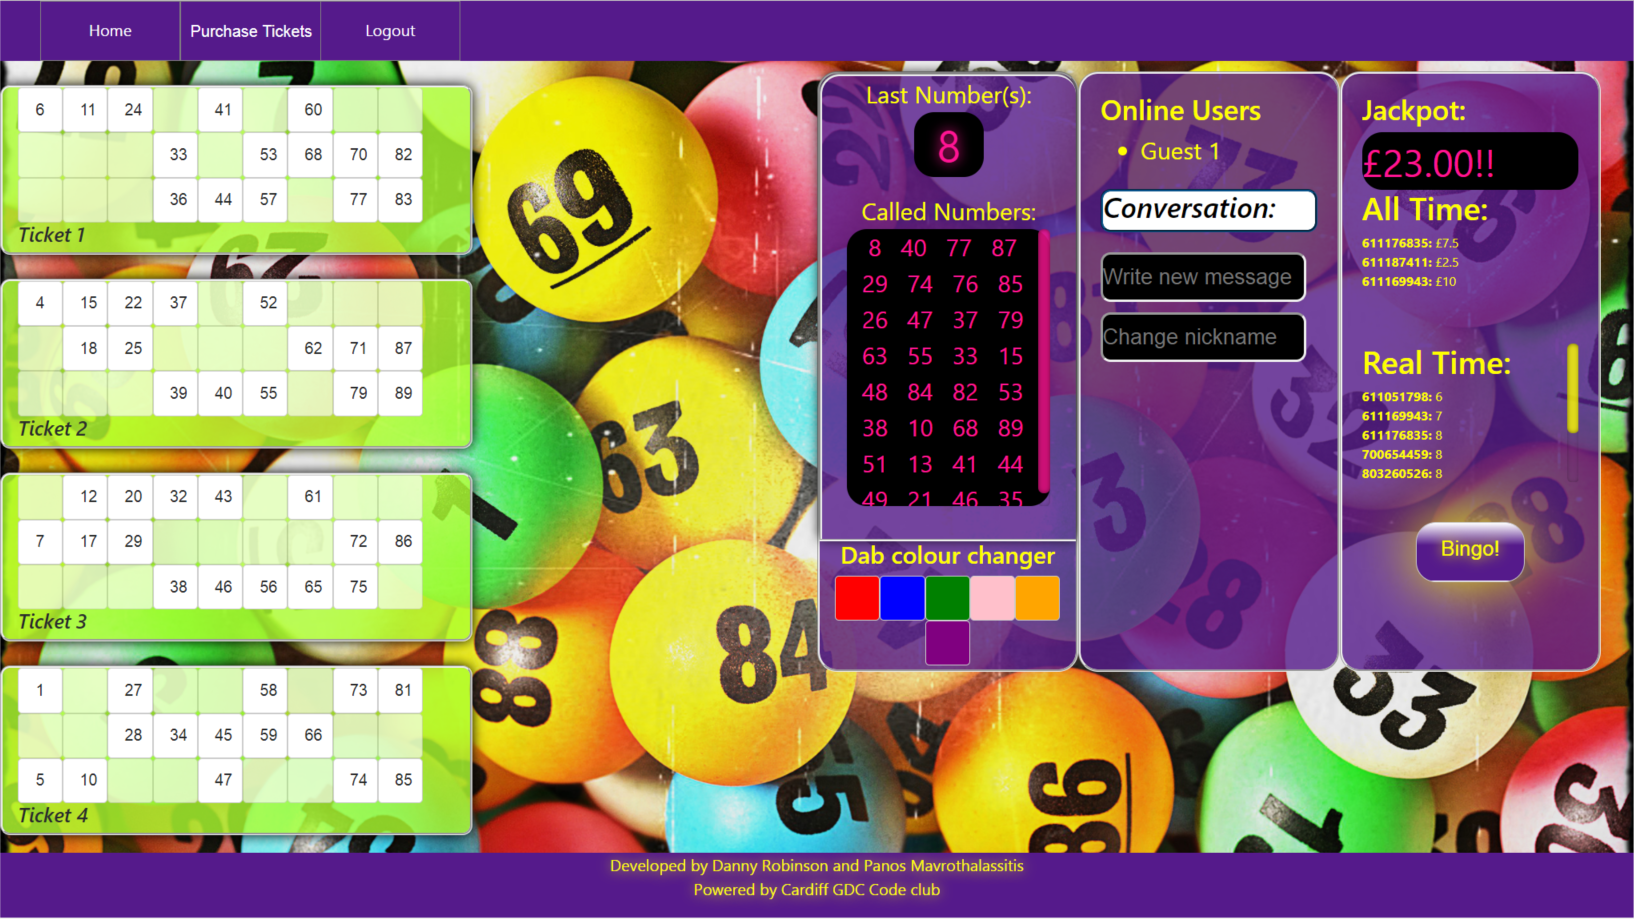 Home Purchase Tickets Logout
6 11 24 41 60
33 53 68 70 82
36 44 57 77 83
Ticket 1
4 15 22 37 52
18 25 62 71 87
39 40 55 79 89
Ticket 2
12 20 32 43 61
7 17 29 72 86
38 46 56 65 75
Ticket 3
1 27 58 73 81
28 34 45 59 66
5 10 47 74 85
Ticket 4
Last Number(s):
8
Called Numbers:
8 40 77 87
29 74 76 85
26 47 37 79
63 55 33 15
48 84 82 53
38 10 68 89
51 13 41 44
49 21 46 35
Dab colour changer
Online Users
Guest 1
Conversation:
Write new message
Change nickname
Jackpot:
£23.00!!
All Time:
611176835: £7.5
611187411: £2.5
611169943: £10
Real Time:
611051798: 6
611169943: 7
611176835: 8
700654459: 8
803260526: 8
Bingo!
69
63
1
88
84
3
28
33
Developed by Danny Robinson and Panos Mavrothalassitis
Powered by Cardiff GDC Code club